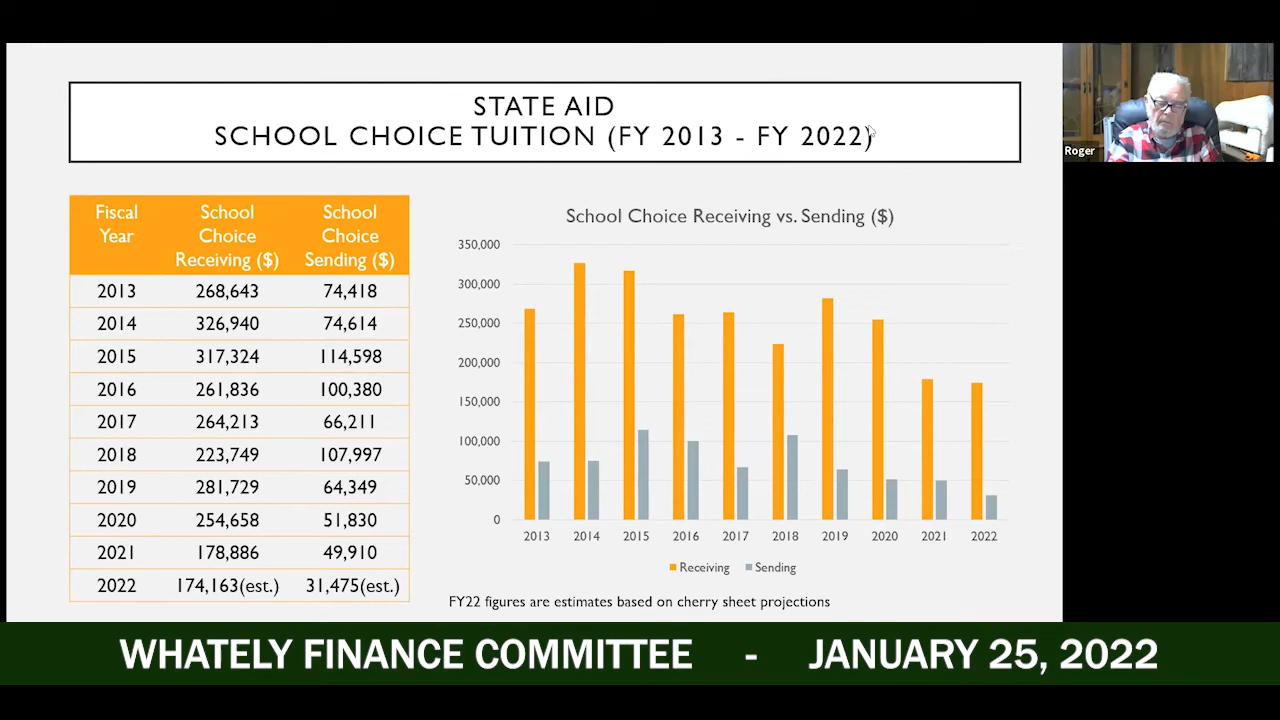 STATE AID
SCHOOL CHOICE TUITION (FY 2013 - FY 2022)
Roger
Fiscal Year School Choice Receiving ($) School Choice Sending ($)
2013 268,643 74,418
2014 326,940 74,614
2015 317,324 114,598
2016 261,836 100,380
2017 264,213 66,211
2018 223,749 107,997
2019 281,729 64,349
2020 254,658 51,830
2021 178,886 49,910
2022 174,163(est.) 31,475(est.)
School Choice Receiving vs. Sending ($)
350,000
300,000
250,000
200,000
150,000
100,000
50,000
0
2013 2014 2015 2016 2017 2018 2019 2020 2021 2022
Receiving Sending
FY22 figures are estimates based on cherry sheet projections
WHATELY FINANCE COMMITTEE - JANUARY 25, 2022